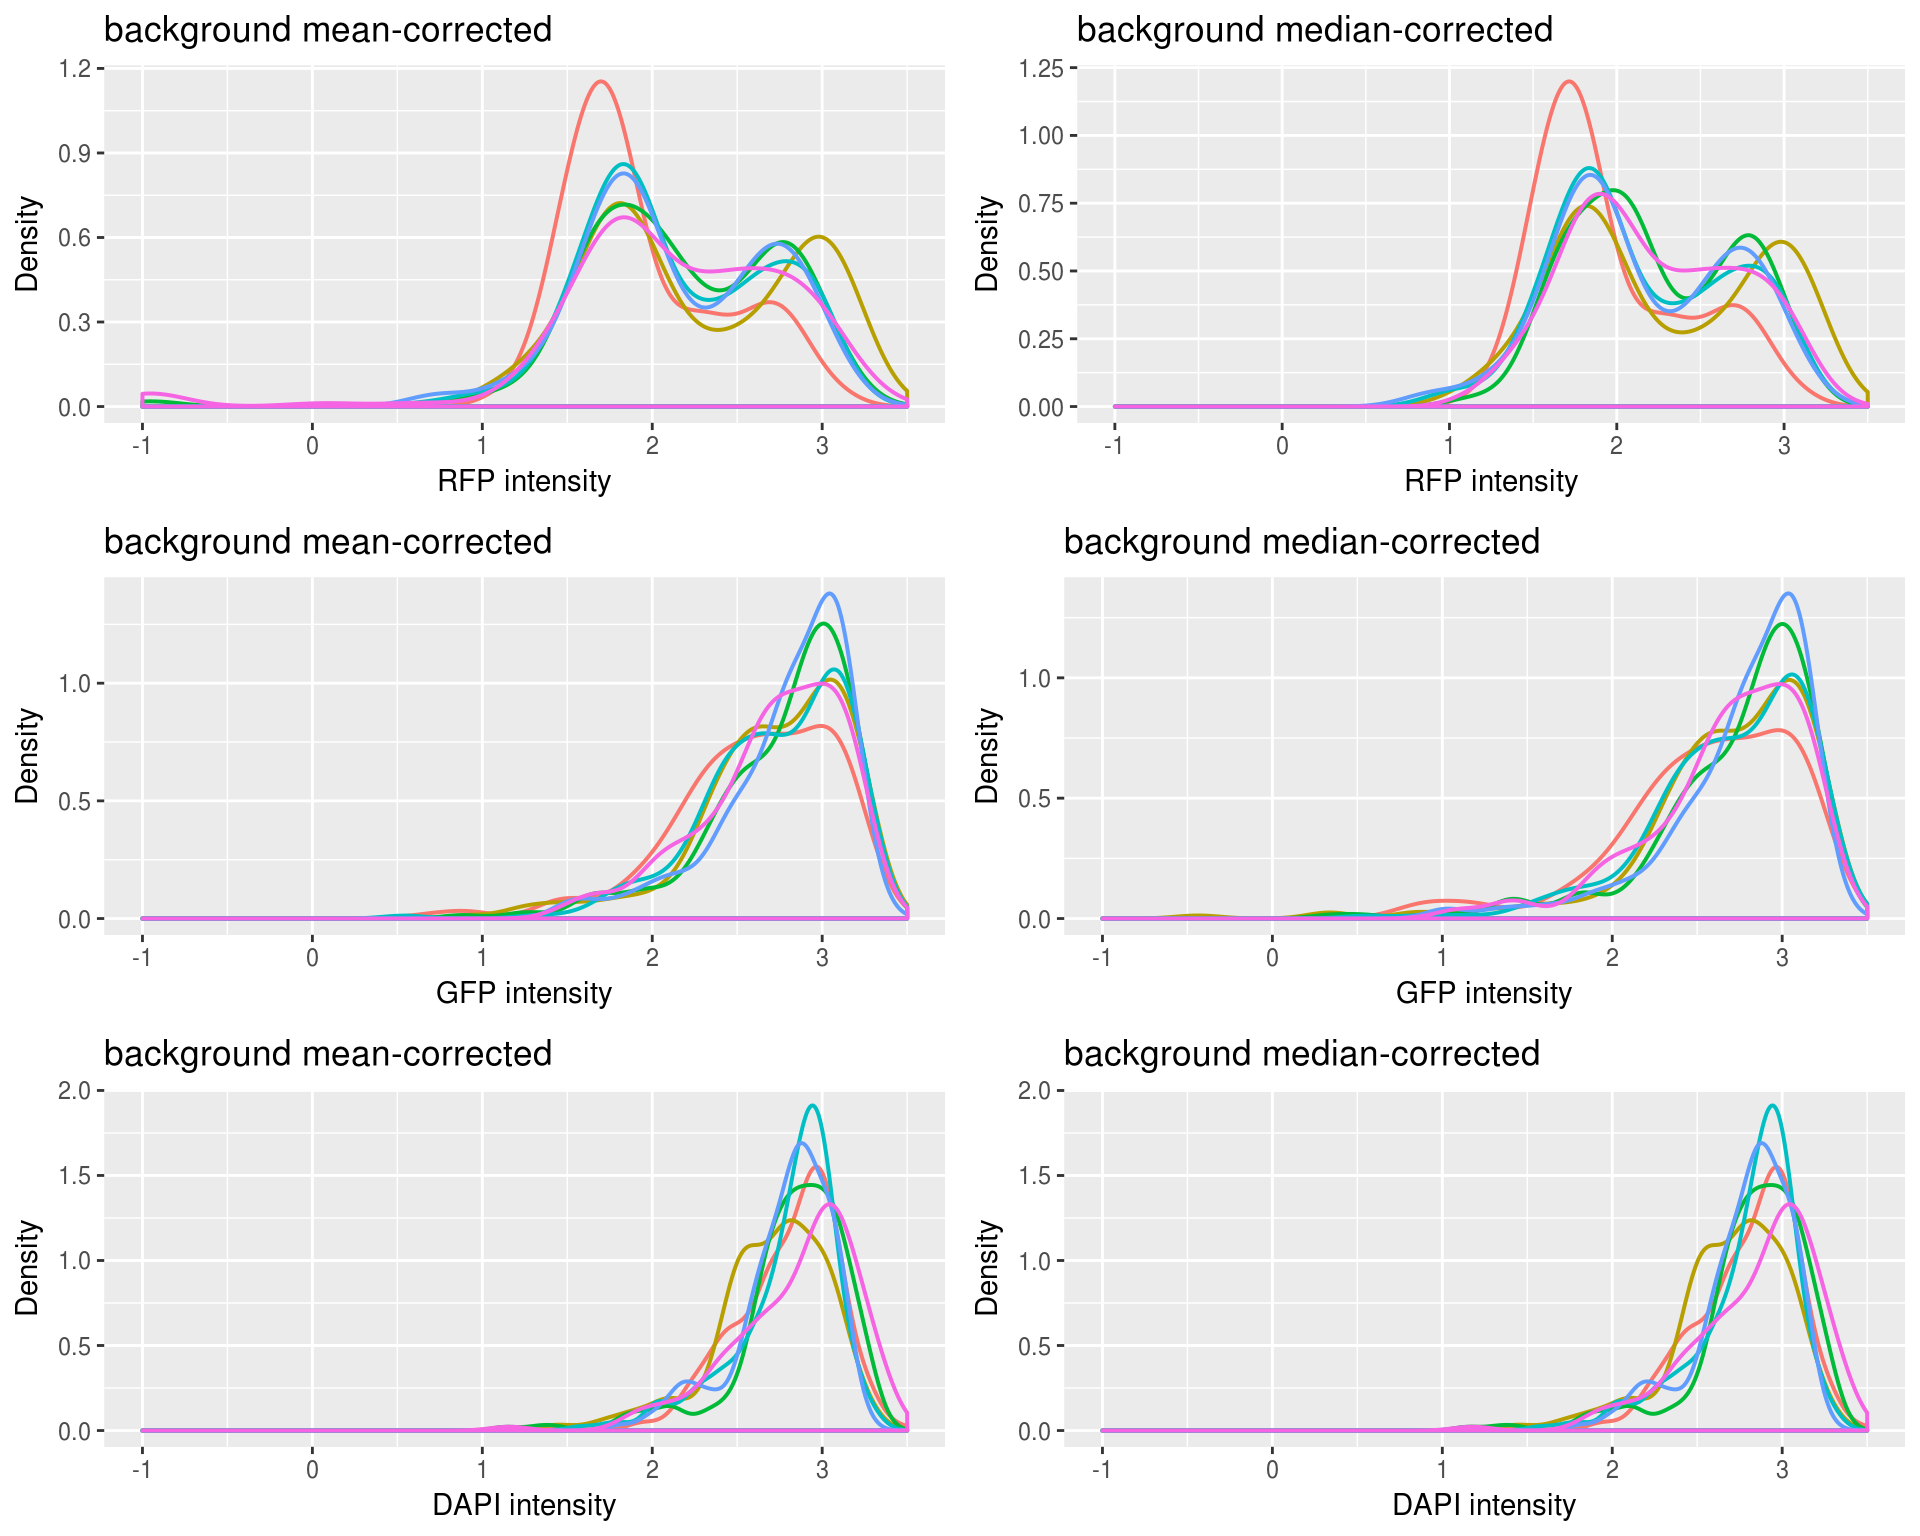 background mean-corrected
background median-corrected
1.2
0.9
0.6
0.3
0.0
Density
-1 0 1 2 3
RFP intensity
1.25
1.00
0.75
0.50
0.25
0.00
Density
-1 0 1 2 3
RFP intensity
background mean-corrected
background median-corrected
1.0
0.5
0.0
Density
-1 0 1 2 3
GFP intensity
1.0
0.5
0.0
Density
-1 0 1 2 3
GFP intensity
background mean-corrected
background median-corrected
2.0
1.5
1.0
0.5
0.0
Density
-1 0 1 2 3
DAPI intensity
2.0
1.5
1.0
0.5
0.0
Density
-1 0 1 2 3
DAPI intensity